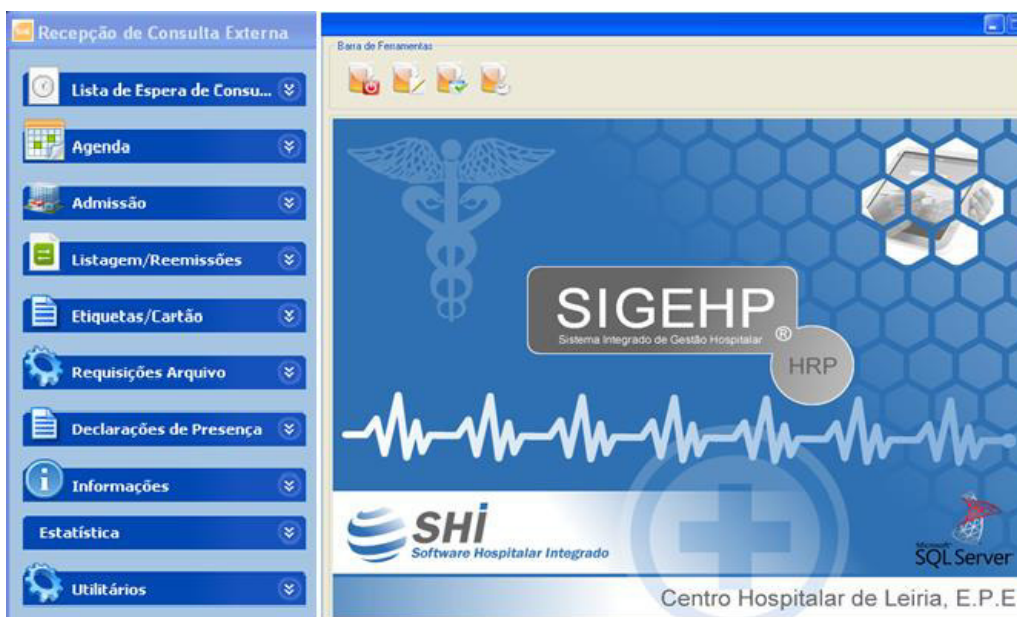 Recepção de Consulta Externa
Barra de Ferramentas
Lista de Espera de Consu...
Agenda
Admissão
Listagem/Reemissões
Etiquetas/Cartão
Requisições Arquivo
Declarações de Presença
Informações
Estatística
Utilitários
SIGEHP
®
Sistema Integrado de Gestão Hospitalar
HRP
SHI
Software Hospitalar Integrado
Microsoft
SQL Server
Centro Hospitalar de Leiria, E.P.E